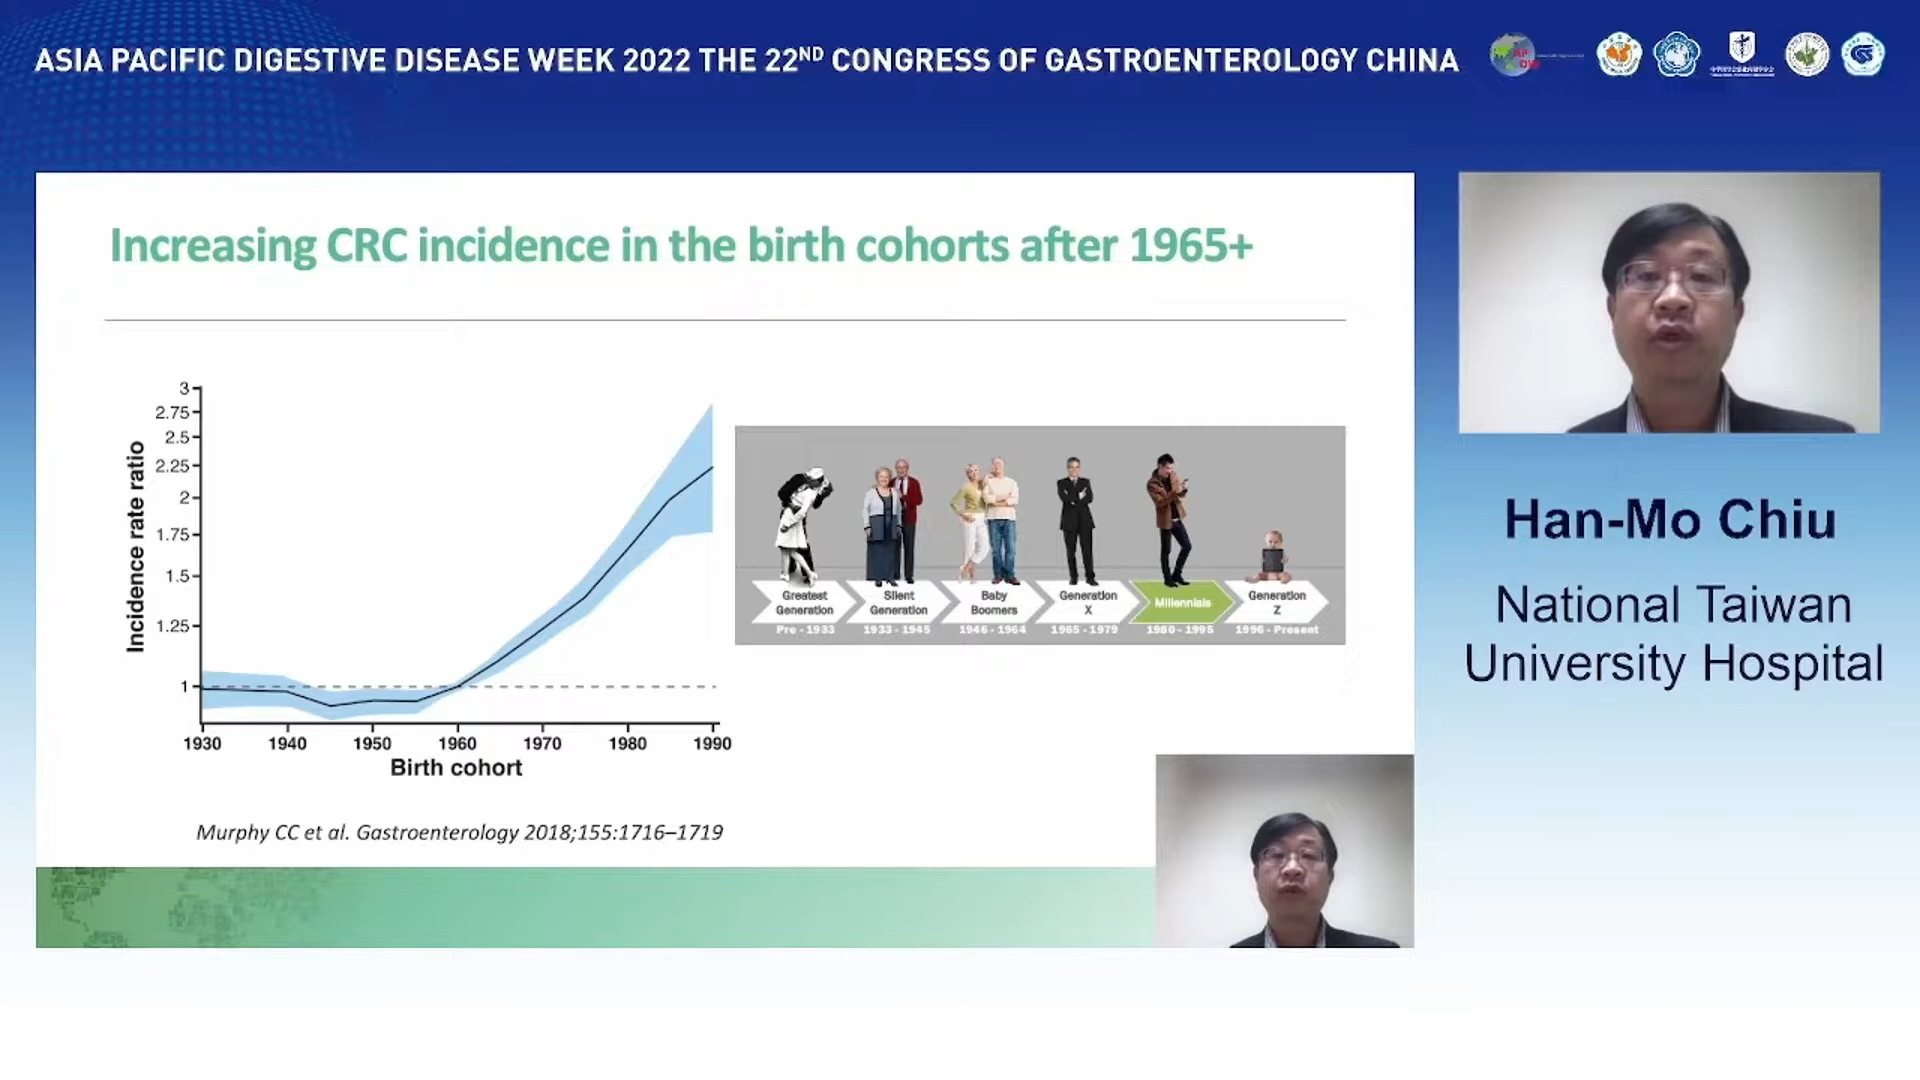 ASIA PACIFIC DIGESTIVE DISEASE WEEK 2022 THE 22ND CONGRESS OF GASTROENTEROLOGY CHINA
Increasing CRC incidence in the birth cohorts after 1965+
Incidence rate ratio
3
2.75
2.5
2.25
2
1.75
1.5
1.25
1
1930 1940 1950 1960 1970 1980 1990
Birth cohort
Greatest Generation
Pre - 1933
Silent Generation
1933 - 1945
Baby Boomers
1946 - 1964
Generation X
1965 - 1979
Millennials
1980 - 1995
Generation Z
1996 - Present
Murphy CC et al. Gastroenterology 2018;155:1716–1719
Han-Mo Chiu
National Taiwan
University Hospital